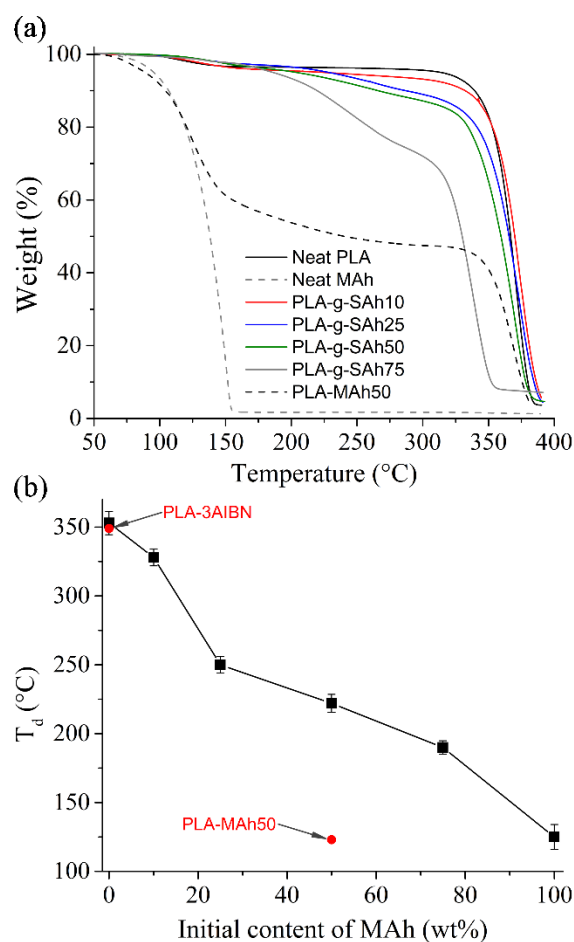 (a)
100
80
60
40
20
0
Weight (%)
Neat PLA
Neat MAh
PLA-g-SAh10
PLA-g-SAh25
PLA-g-SAh50
PLA-g-SAh75
PLA-MAh50
50 100 150 200 250 300 350 400
Temperature (°C)
(b)
PLA-3AIBN
350
300
250
200
150
100
T_d (°C)
PLA-MAh50
0 20 40 60 80 100
Initial content of MAh (wt%)